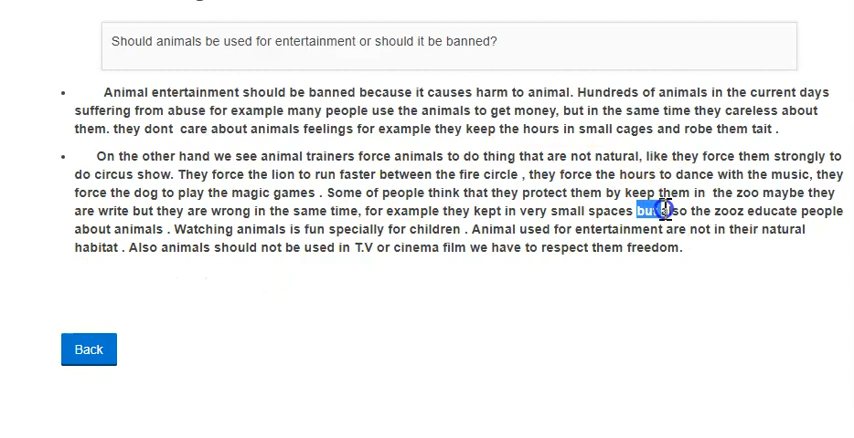 Should animals be used for entertainment or should it be banned?
Animal entertainment should be banned because it causes harm to animal. Hundreds of animals in the current days
suffering from abuse for example many people use the animals to get money, but in the same time they careless about
them. they dont care about animals feelings for example they keep the hours in small cages and robe them tait .
On the other hand we see animal trainers force animals to do thing that are not natural, like they force them strongly to
do circus show. They force the lion to run faster between the fire circle , they force the hours to dance with the music, they
force the dog to play the magic games . Some of people think that they protect them by keep them in the zoo maybe they
are write but they are wrong in the same time, for example they kept in very small spaces but also the zooz educate people
about animals . Watching animals is fun specially for children . Animal used for entertainment are not in their natural
habitat . Also animals should not be used in T.V or cinema film we have to respect them freedom.
Back